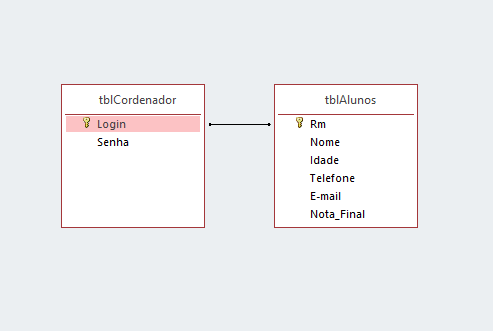 tblCordenador
Login
Senha
tblAlunos
Rm
Nome
Idade
Telefone
E-mail
Nota_Final